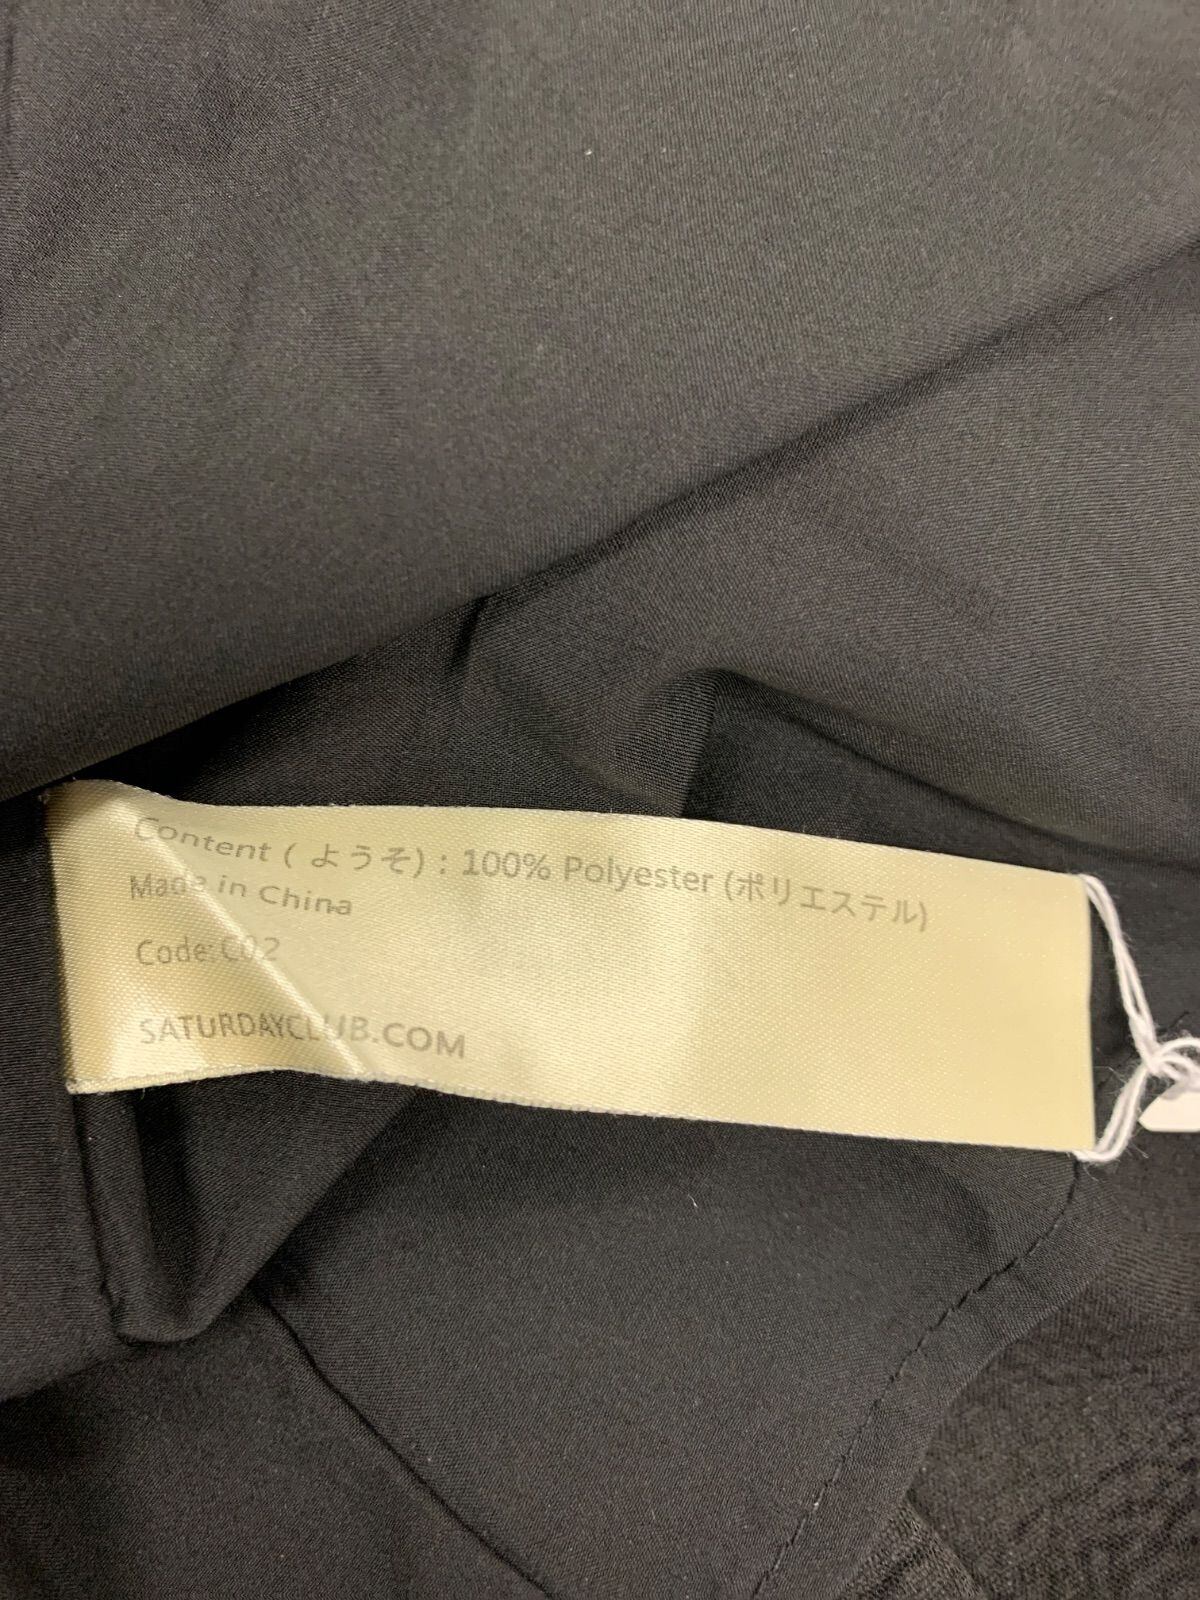 Content ( ようそ) : 100% Polyester (ポリエステル)
Made in China
Code:C02
SATURDAYCLUB.COM